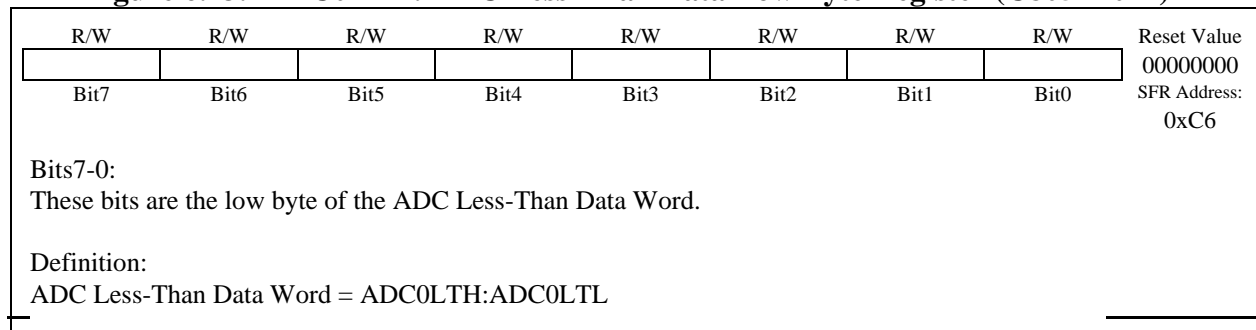 R/W R/W R/W R/W R/W R/W R/W R/W Reset Value
00000000
Bit7 Bit6 Bit5 Bit4 Bit3 Bit2 Bit1 Bit0 SFR Address:
0xC6
Bits7-0:
These bits are the low byte of the ADC Less-Than Data Word.
Definition:
ADC Less-Than Data Word = ADC0LTH:ADC0LTL